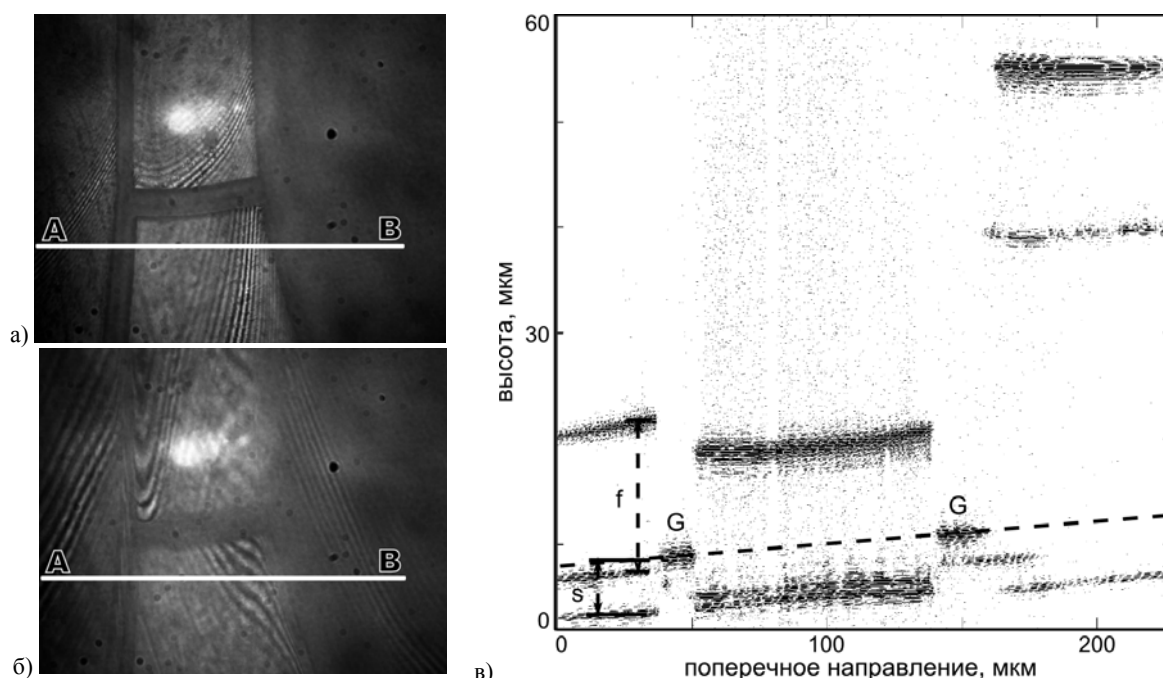 A
B
а)
A
B
б)
60
30
0
высота, мкм
f
s
G
G
0
100
200
поперечное направление, мкм
в)